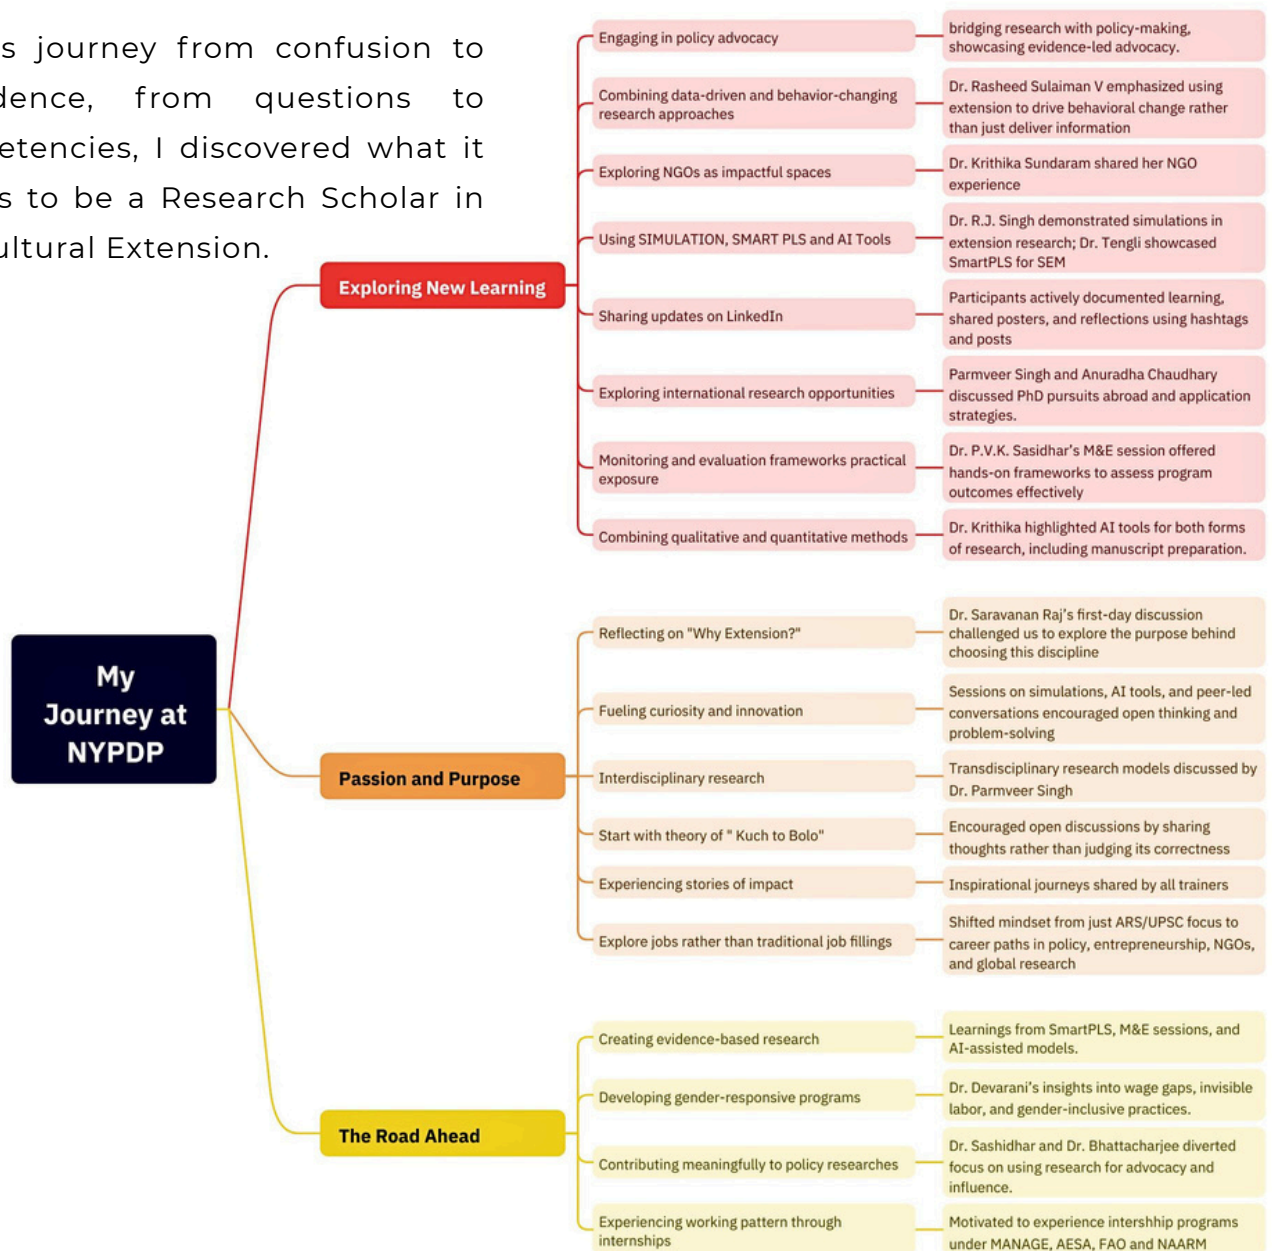 s journey from confusion to
dence, from questions to
etencies, I discovered what it
s to be a Research Scholar in
ultural Extension.
My
Journey at
NYPDP
Exploring New Learning
Engaging in policy advocacy
bridging research with policy-making,
showcasing evidence-led advocacy.
Combining data-driven and behavior-changing
research approaches
Dr. Rasheed Sulaiman V emphasized using
extension to drive behavioral change rather
than just deliver information
Exploring NGOs as impactful spaces
Dr. Krithika Sundaram shared her NGO
experience
Using SIMULATION, SMART PLS and AI Tools
Dr. R.J. Singh demonstrated simulations in
extension research; Dr. Tengli showcased
SmartPLS for SEM
Sharing updates on LinkedIn
Participants actively documented learning,
shared posters, and reflections using hashtags
and posts
Exploring international research opportunities
Parmveer Singh and Anuradha Chaudhary
discussed PhD pursuits abroad and application
strategies.
Monitoring and evaluation frameworks practical
exposure
Dr. P.V.K. Sasidhar's M&E session offered
hands-on frameworks to assess program
outcomes effectively
Combining qualitative and quantitative methods
Dr. Krithika highlighted AI tools for both forms
of research, including manuscript preparation.
Passion and Purpose
Reflecting on "Why Extension?"
Dr. Saravanan Raj's first-day discussion
challenged us to explore the purpose behind
choosing this discipline
Fueling curiosity and innovation
Sessions on simulations, AI tools, and peer-led
conversations encouraged open thinking and
problem-solving
Interdisciplinary research
Transdisciplinary research models discussed by
Dr. Parmveer Singh
Start with theory of " Kuch to Bolo"
Encouraged open discussions by sharing
thoughts rather than judging its correctness
Experiencing stories of impact
Inspirational journeys shared by all trainers
Explore jobs rather than traditional job fillings
Shifted mindset from just ARS/UPSC focus to
career paths in policy, entrepreneurship, NGOs,
and global research
The Road Ahead
Creating evidence-based research
Learnings from SmartPLS, M&E sessions, and
AI-assisted models.
Developing gender-responsive programs
Dr. Devarani's insights into wage gaps, invisible
labor, and gender-inclusive practices.
Contributing meaningfully to policy researches
Dr. Sashidhar and Dr. Bhattacharjee diverted
focus on using research for advocacy and
influence.
Experiencing working pattern through
internships
Motivated to experience intershhip programs
under MANAGE, AESA, FAO and NAARM